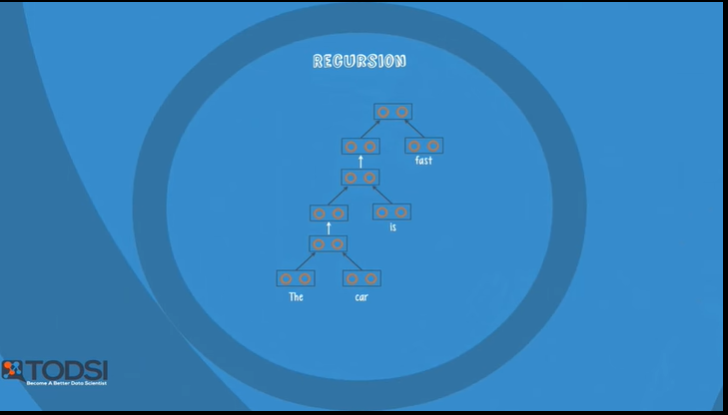 RECURSION
fast
is
The
car
TODSI
Become A Better Data Scientist